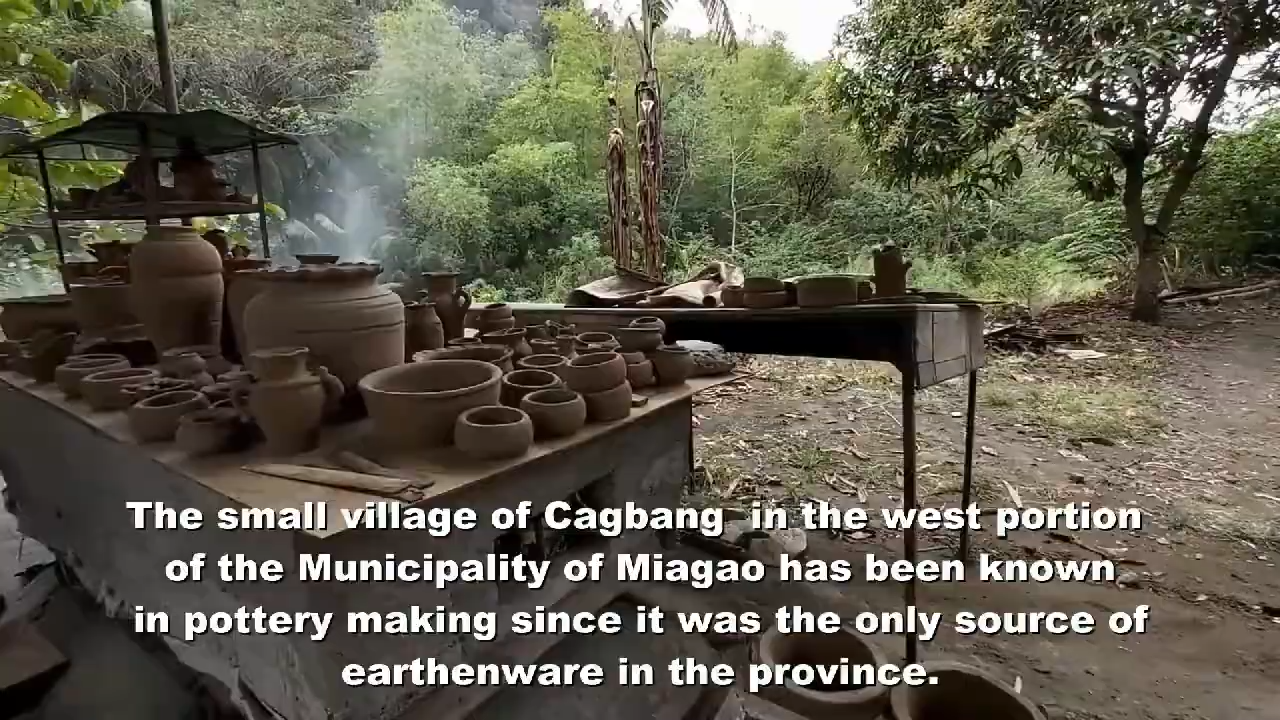 The small village of Cagbang  in the west portion
of the Municipality of Miagao has been known
in pottery making since it was the only source of
earthenware in the province.